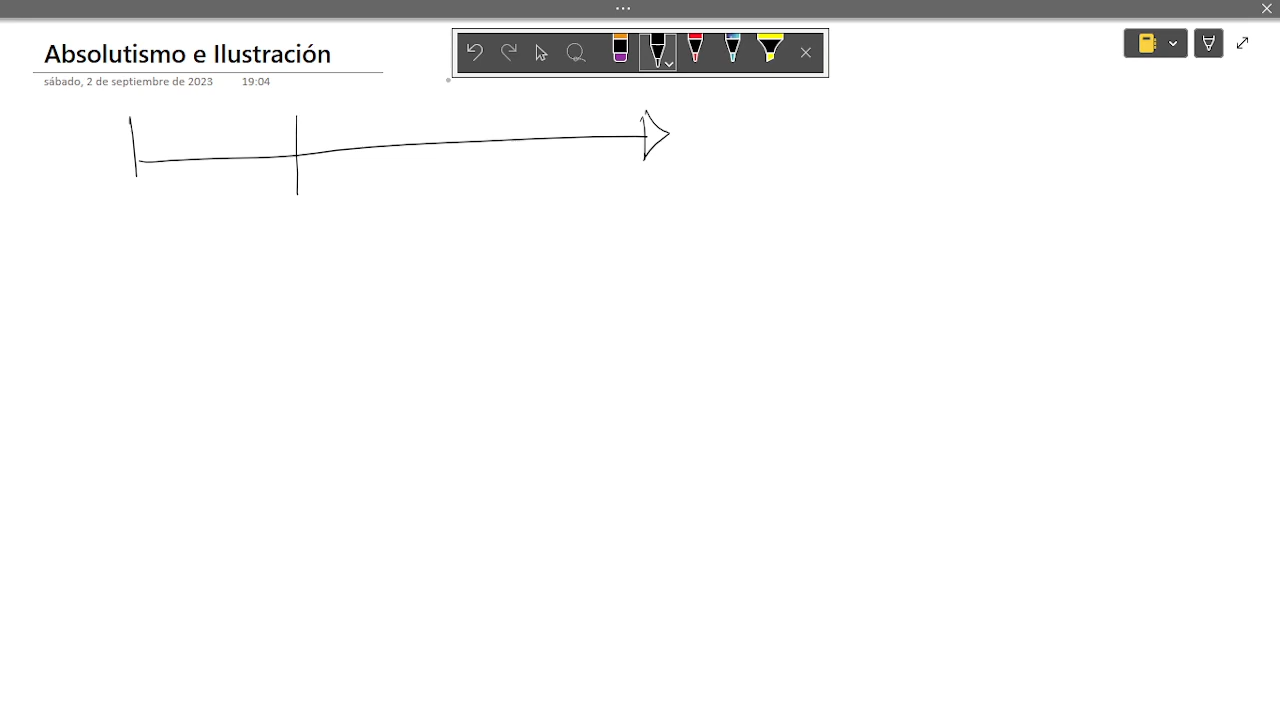 Absolutismo e Ilustración
sábado, 2 de septiembre de 2023 19:04